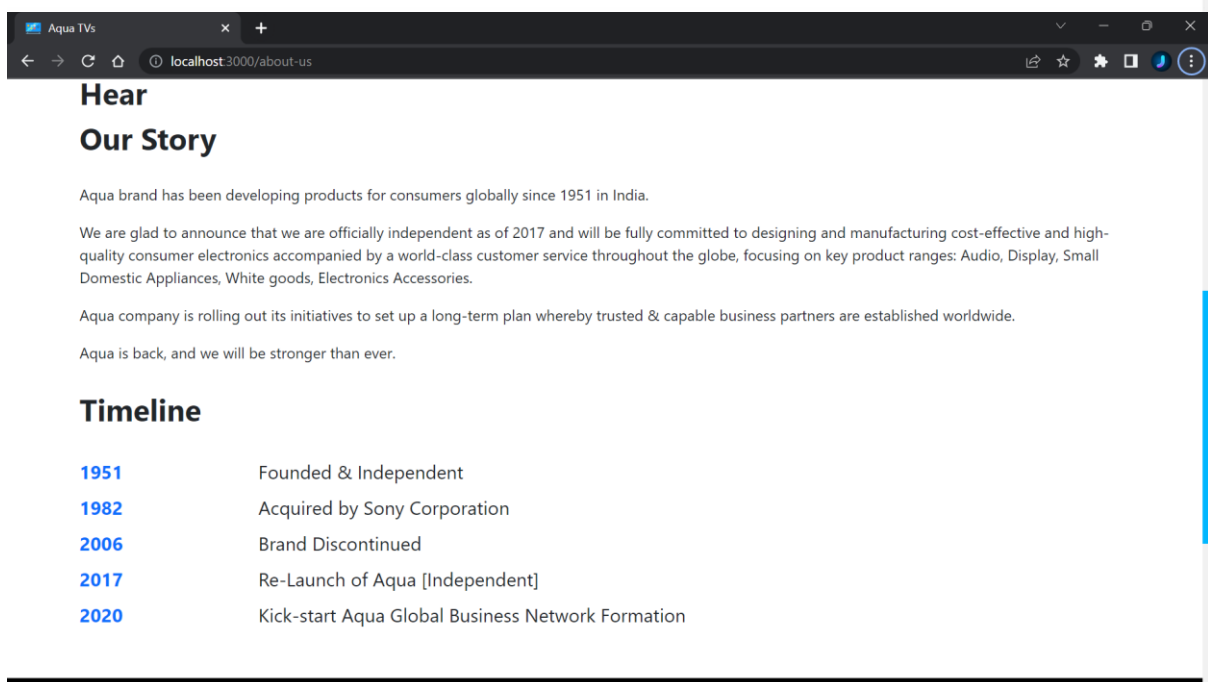 Aqua TVs
localhost:3000/about-us
J
Hear
Our Story
Aqua brand has been developing products for consumers globally since 1951 in India.
We are glad to announce that we are officially independent as of 2017 and will be fully committed to designing and manufacturing cost-effective and high-
quality consumer electronics accompanied by a world-class customer service throughout the globe, focusing on key product ranges: Audio, Display, Small
Domestic Appliances, White goods, Electronics Accessories.
Aqua company is rolling out its initiatives to set up a long-term plan whereby trusted & capable business partners are established worldwide.
Aqua is back, and we will be stronger than ever.
Timeline
1951 Founded & Independent
1982 Acquired by Sony Corporation
2006 Brand Discontinued
2017 Re-Launch of Aqua [Independent]
2020 Kick-start Aqua Global Business Network Formation